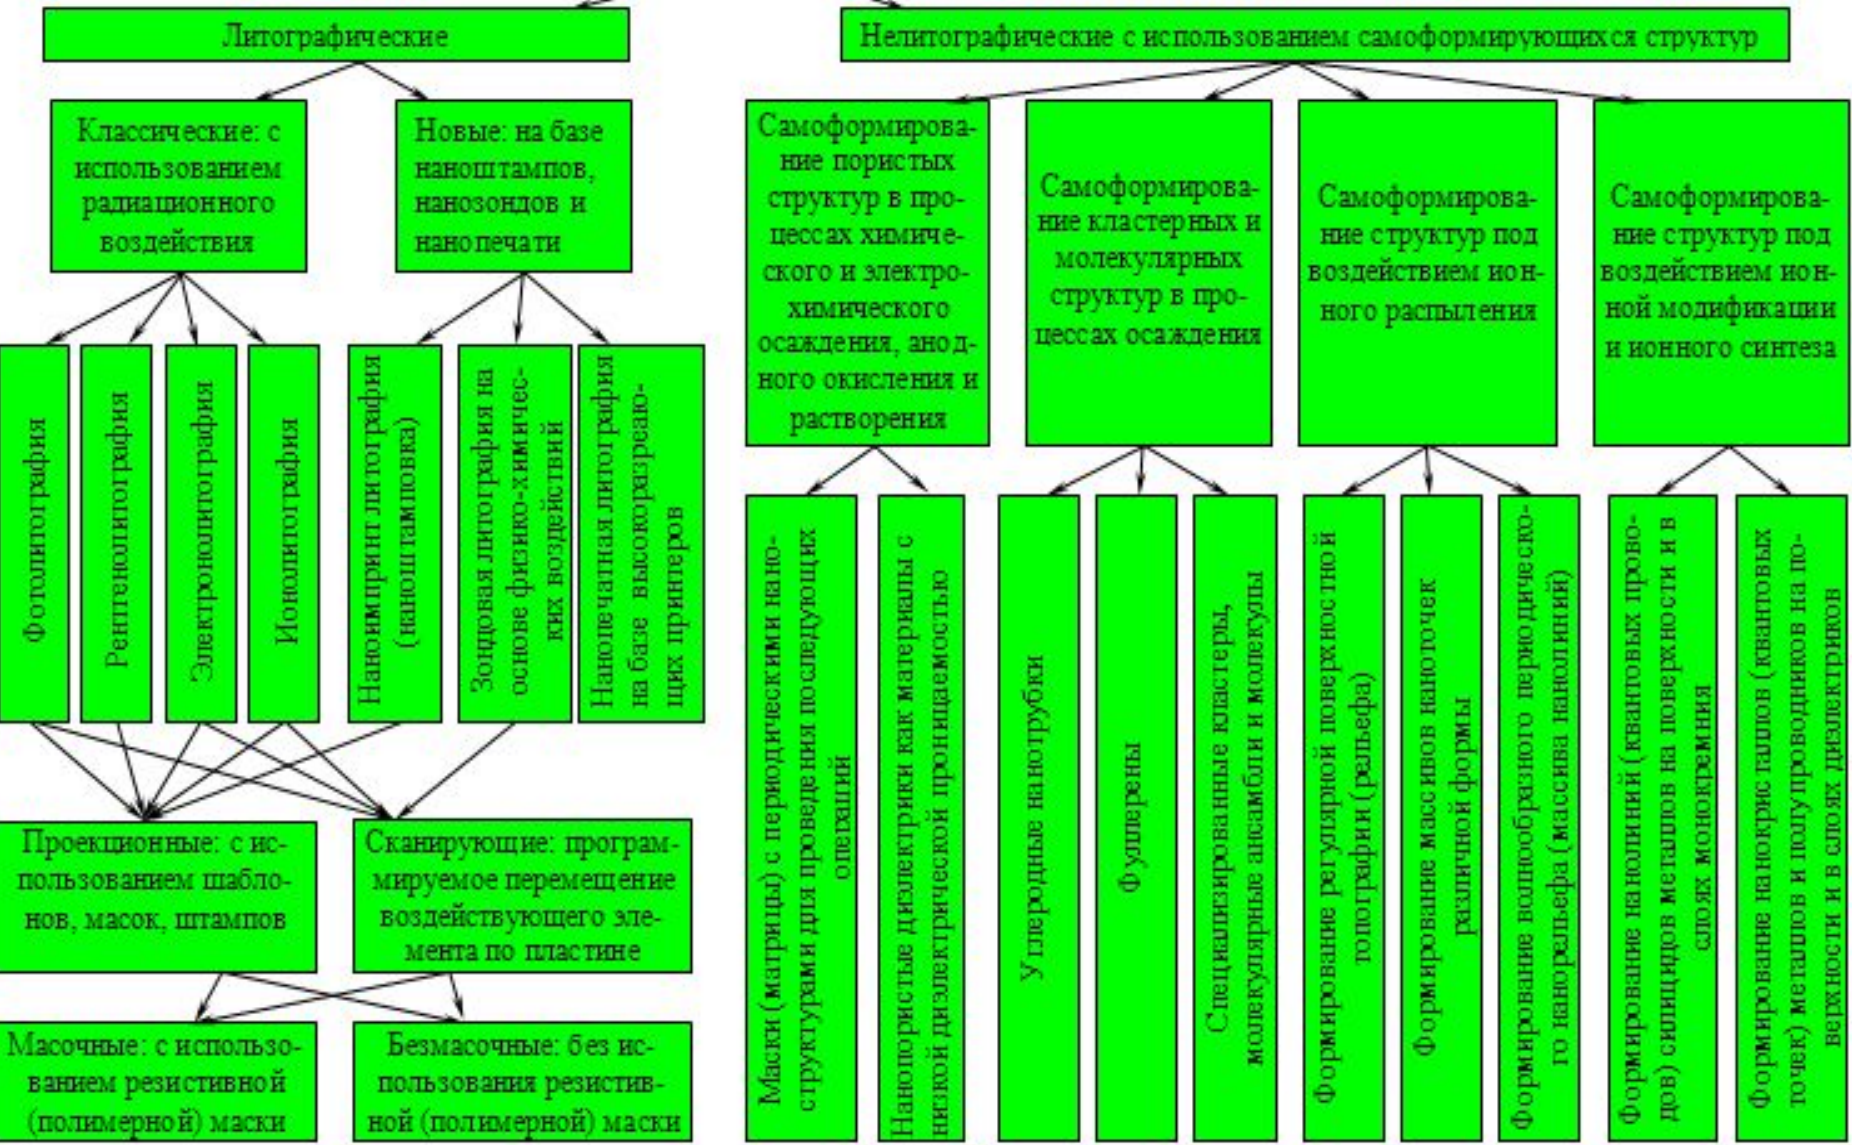 Литографические
Нелитографические с использованием самоформирующихся структур
Классические: с
использованием
радиационного
воздействия
Новые: на базе
наноштампов,
нанозондов и
нанопечати
Самоформирова-
ние пористых
структур в про-
цессах химиче-
ского и электро-
химического
осаждения, анод-
ного окисления и
растворения
Самоформирова-
ние кластерных и
молекулярных
структур в про-
цессах осаждения
Самоформирова-
ние структур под
воздействием ион-
ного распыления
Самоформирова-
ние структур под
воздействием ион-
ной модификации
и ионного синтеза
Фотолитография
Рентенолитография
Электронолитография
Ионолитография
Наноимпринт литография
(наноштамповка)
Зондовая литография на
основе физико-химичес-
ких воздействий
Нанопечатная литография
на базе высокоразреаю-
щих принтеров
Маски (матрицы) с периодическими нано-
структурами для проведения последующих
операгий
Нанопористые диэлектрики как материалы с
низкой диэлектрической проницаемостью
Углеродные нанотрубки
Фуллерены
Специализированные кластеры,
молекулярные ансамбли и молекулы
Формирование регулярной поверхностной
топографии (рельефа)
Формирование массивов наноточек
различной формы
Формирование волнообразного периодическо-
го нанорельефа (массива нанолиний)
Формирование нанолиний (квантовых прово-
дов) силицидов металлов на поверхности и в
слоях монокремния
Формирование нанокристаллов (квантовых
точек) металлов и полупроводников на по-
верхности и в слоях диэлектриков
Проекционные: с ис-
пользованием шабло-
нов, масок, штампов
Сканирующие: програм-
мируемое перемещение
воздействующего эле-
мента по пластине
Масочные: с использо-
ванием резистивной
(полимерной) маски
Безмасочные: без ис-
пользования резистив-
ной (полимерной) маски